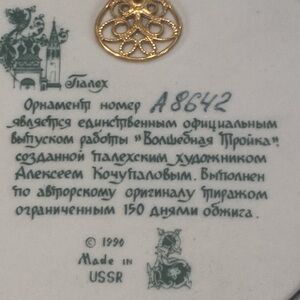 Палех
Орнамент номер А8642
является единственным официальным
выпуском работы "Волшебная Тройка"
созданной палехским художником
Алексеем Кочупаловым. Выполнен
по авторскому оригиналу тиражом
ограниченным 150 днями обжига.
© 1990
Made in
USSR